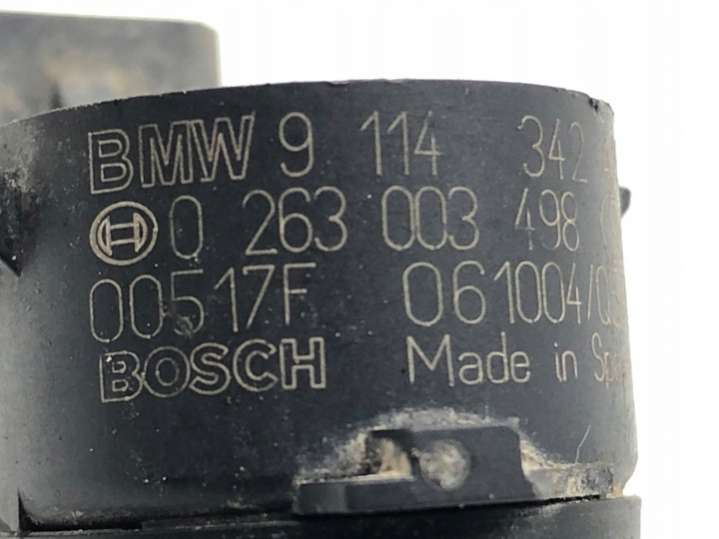 BMW 9 114 342
0 263 003 498
00517F 061004/
BOSCH Made in